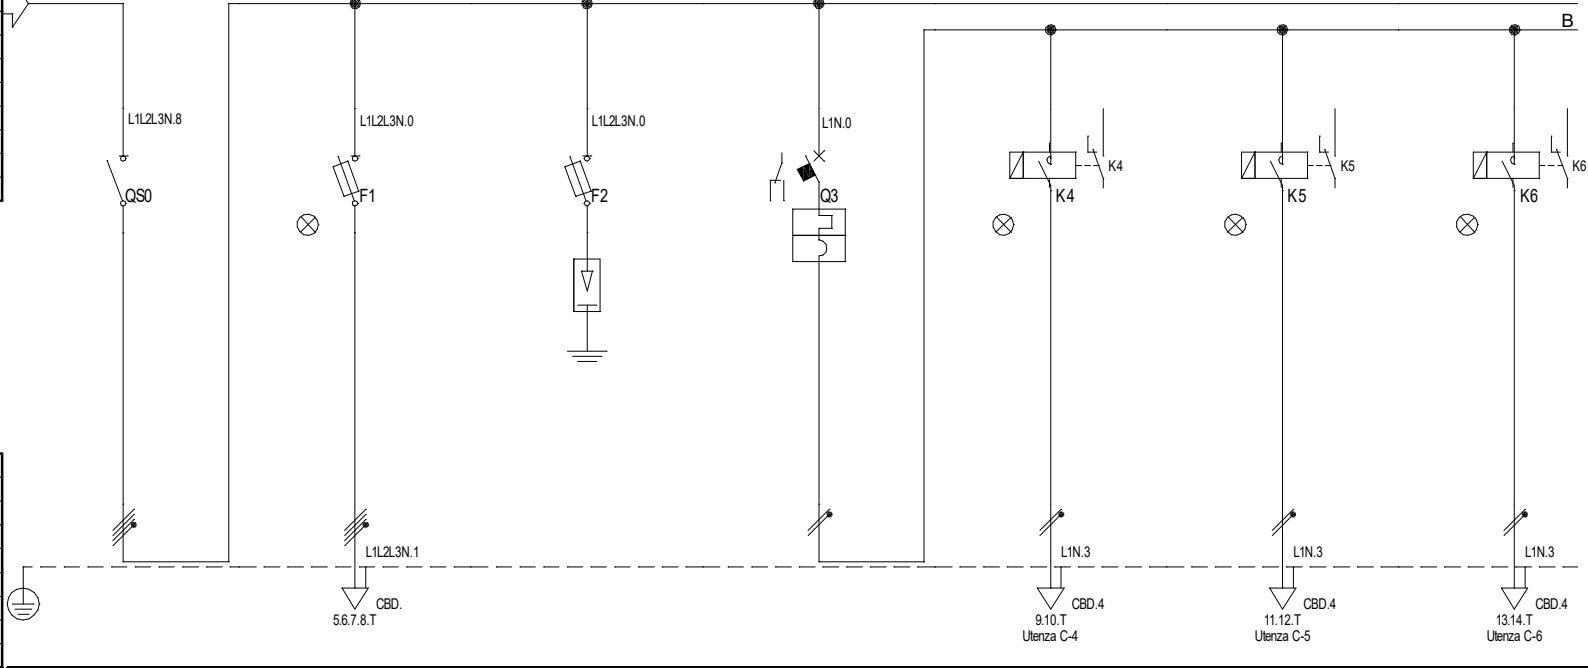 B
L1L2L3N.8
L1L2L3N.0
L1L2L3N.0
L1N.0
K4
K5
K6
QS0
F1
F2
Q3
K4
K5
K6
L1L2L3N.1
L1N.3
L1N.3
L1N.3
CBD.
CBD.4
CBD.4
CBD.4
5.6.7.8.T
9.10.T
11.12.T
13.14.T
Utenza C-4
Utenza C-5
Utenza C-6